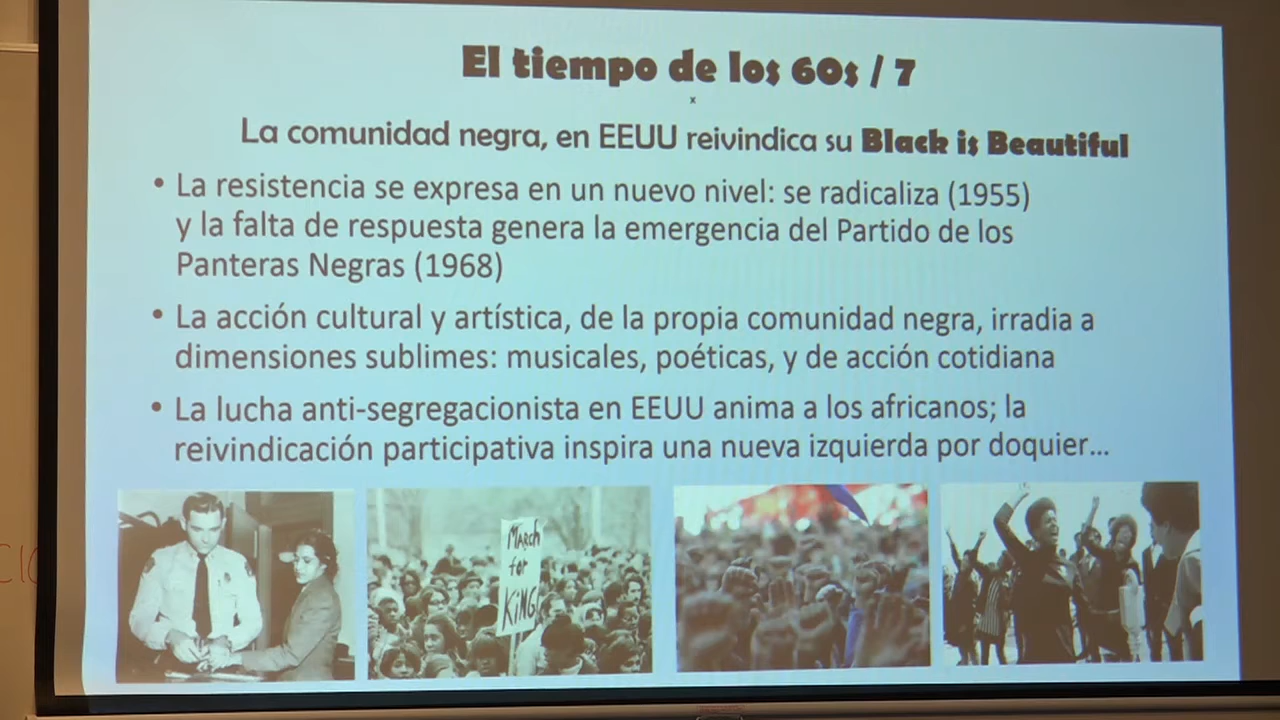 El tiempo de los 60s / 7
x
La comunidad negra, en EEUU reivindica su Black is Beautiful
• La resistencia se expresa en un nuevo nivel: se radicaliza (1955)
y la falta de respuesta genera la emergencia del Partido de los
Panteras Negras (1968)
• La acción cultural y artística, de la propia comunidad negra, irradia a
dimensiones sublimes: musicales, poéticas, y de acción cotidiana
• La lucha anti-segregacionista en EEUU anima a los africanos; la
reivindicación participativa inspira una nueva izquierda por doquier...
March
for
KING